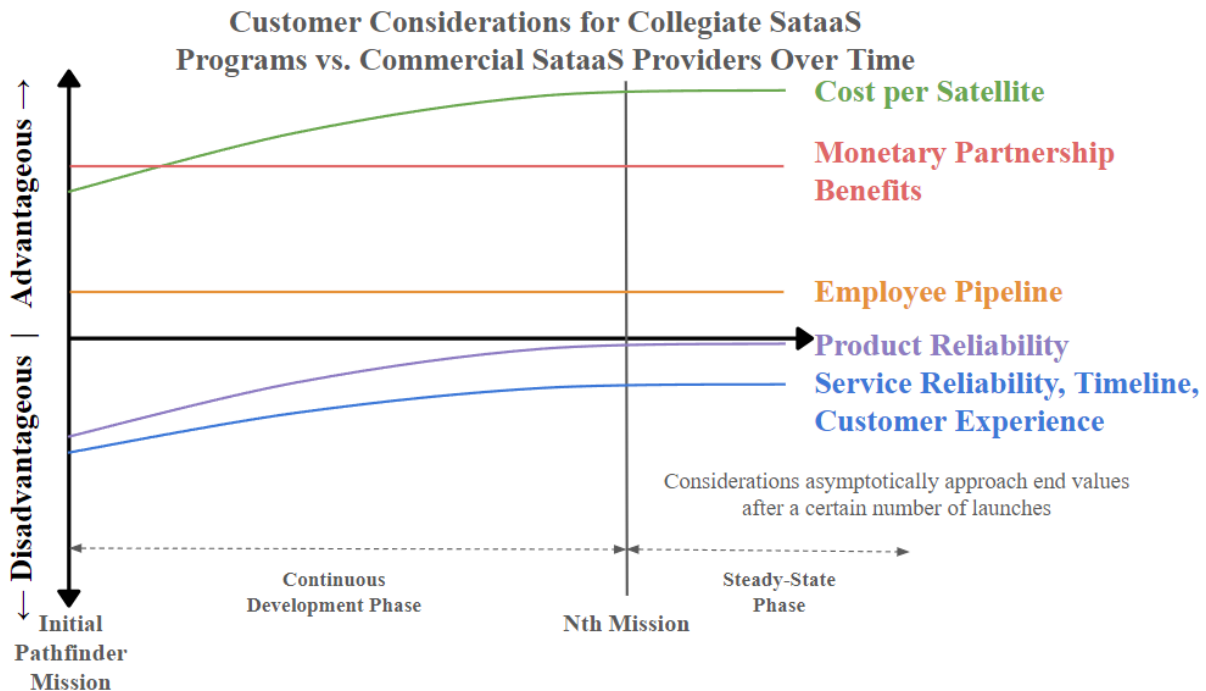 Customer Considerations for Collegiate SataaS
Programs vs. Commercial SataaS Providers Over Time
← Disadvantageous | Advantageous →
Cost per Satellite
Monetary Partnership
Benefits
Employee Pipeline
Product Reliability
Service Reliability, Timeline,
Customer Experience
Considerations asymptotically approach end values
after a certain number of launches
Continuous
Development Phase
Steady-State
Phase
Initial
Pathfinder
Mission
Nth Mission